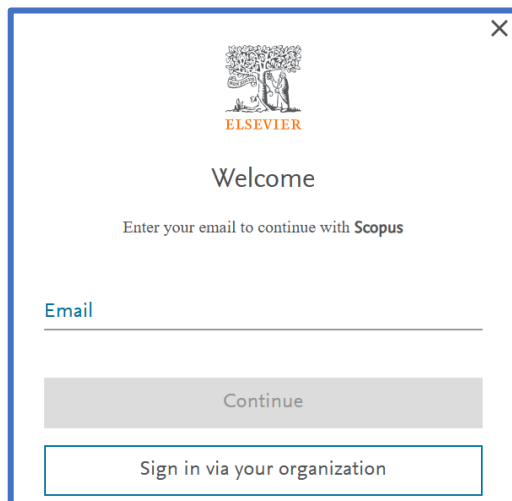 ELSEVIER
Welcome
Enter your email to continue with Scopus
Email
Continue
Sign in via your organization